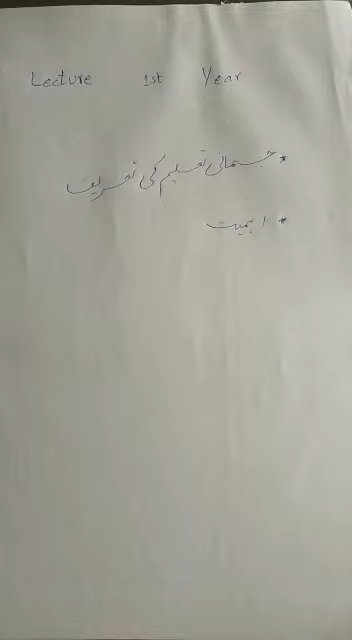 Lecture 1st Year
* جسمانی تعلیم کی تعریف
* اہمیت